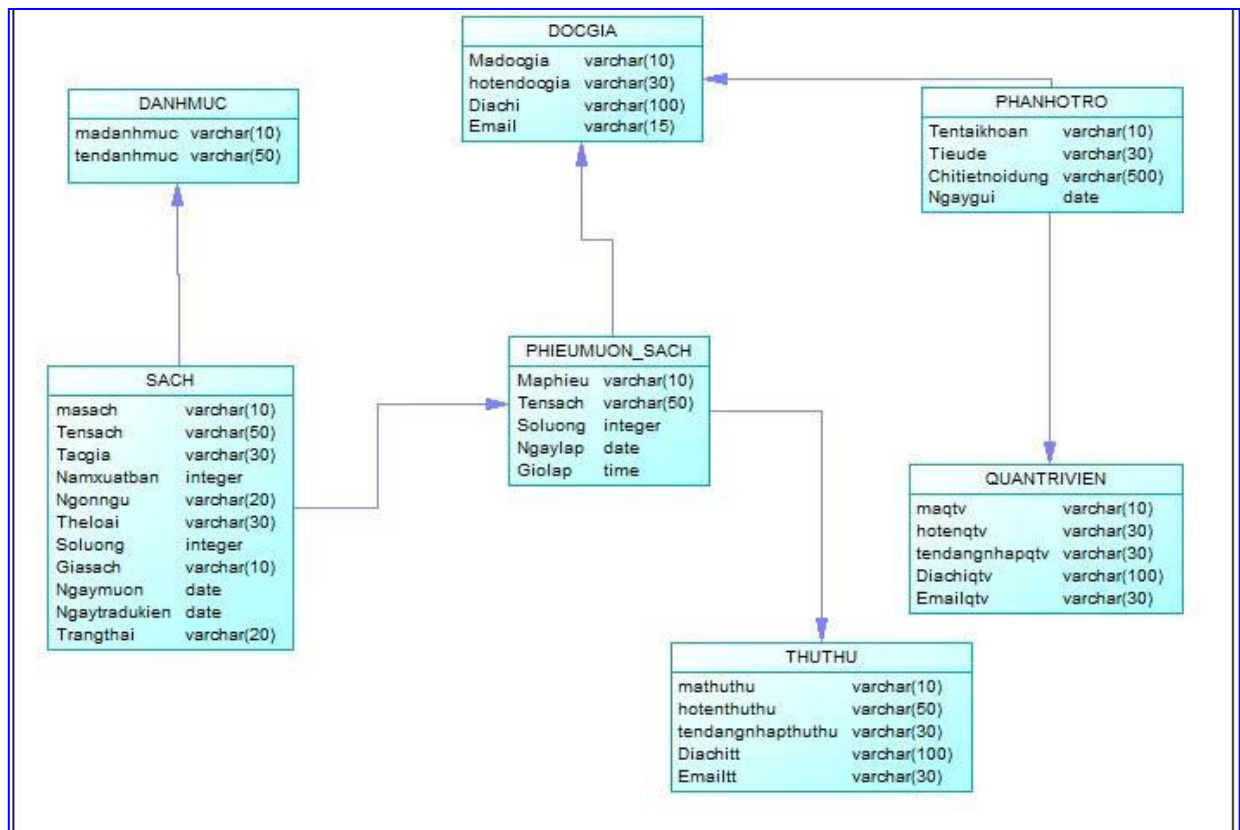 DOCGIA
Madocgia varchar(10)
hotendocgia varchar(30)
Diachi varchar(100)
Email varchar(15)
DANHMUC
madanhmuc varchar(10)
tendanhmuc varchar(50)
PHANHOTRO
Tentaikhoan varchar(10)
Tieude varchar(30)
Chitietnoidung varchar(500)
Ngaygui date
PHIEUMUON_SACH
Maphieu varchar(10)
Tensach varchar(50)
Soluong integer
Ngaylap date
Giolap time
SACH
masach varchar(10)
Tensach varchar(50)
Tacgia varchar(30)
Namxuatban integer
Ngonngu varchar(20)
Theloai varchar(30)
Soluong integer
Giasach varchar(10)
Ngaymuon date
Ngaytradukien date
Trangthai varchar(20)
QUANTRIVIEN
maqtv varchar(10)
hotenqtv varchar(30)
tendangnhapqtv varchar(30)
Diachiqtv varchar(100)
Emailqtv varchar(30)
THUTHU
mathuthu varchar(10)
hotenthuthu varchar(50)
tendangnhapthuthu varchar(30)
Diachitt varchar(100)
Emailtt varchar(30)